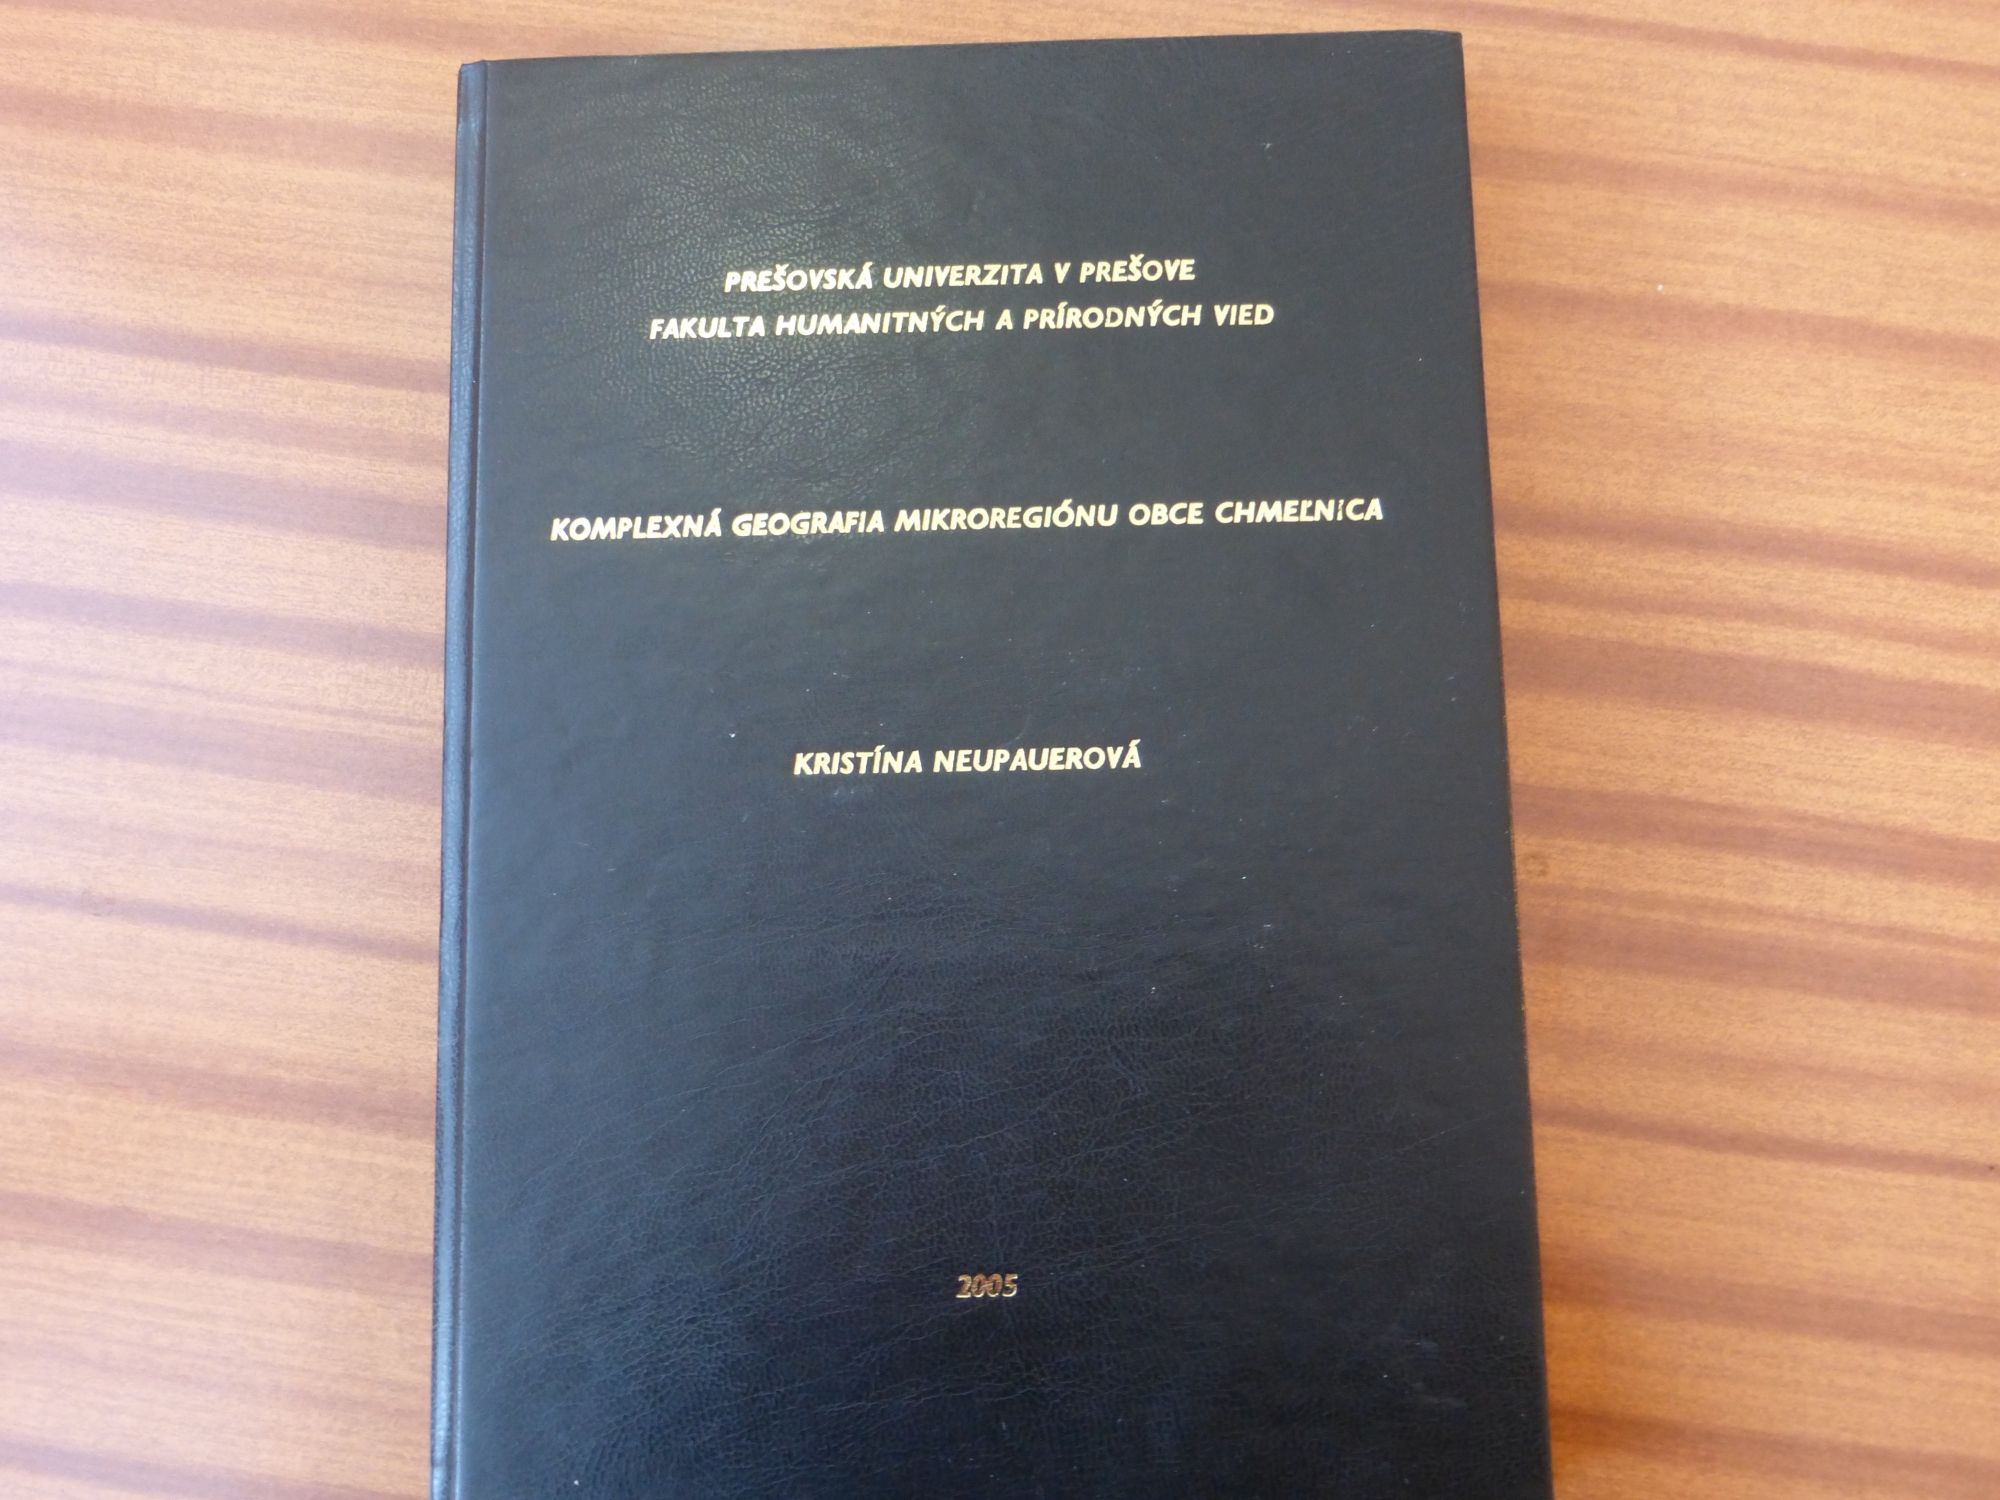 PREŠOVSKÁ UNIVERZITA V PREŠOVE
FAKULTA HUMANITNÝCH A PRÍRODNÝCH VIED
KOMPLEXNÁ GEOGRAFIA MIKROREGIÓNU OBCE CHMEĽNICA
KRISTÍNA NEUPAUEROVÁ
2005